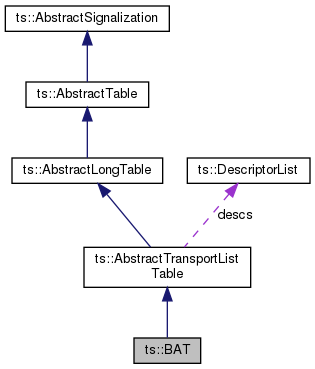 ts::AbstractSignalization
ts::AbstractTable
ts::AbstractLongTable
ts::DescriptorList
descs
ts::AbstractTransportList
Table
ts::BAT